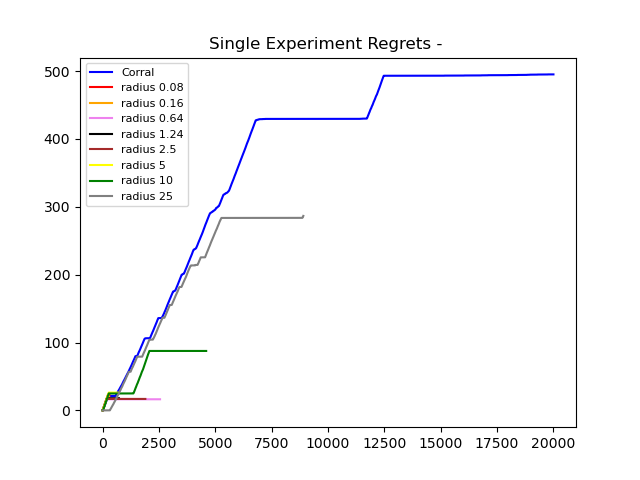 Single Experiment Regrets -
500
400
300
200
100
0
Corral
radius 0.08
radius 0.16
radius 0.64
radius 1.24
radius 2.5
radius 5
radius 10
radius 25
0 2500 5000 7500 10000 12500 15000 17500 20000